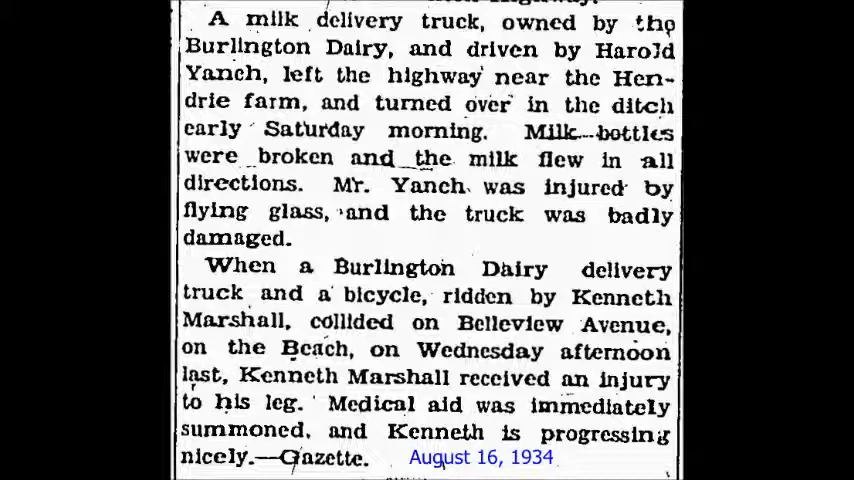 A milk delivery truck, owned by the
Burlington Dairy, and driven by Harold
Yanch, left the highway near the Hen-
drie farm, and turned over in the ditch
early Saturday morning. Milk bottles
were broken and the milk flew in all
directions. Mr. Yanch was injured by
flying glass, and the truck was badly
damaged.
When a Burlington Dairy delivery
truck and a bicycle, ridden by Kenneth
Marshall, collided on Belleview Avenue,
on the Beach, on Wednesday afternoon
last, Kenneth Marshall received an injury
to his leg. Medical aid was immediately
summoned, and Kenneth is progressing
nicely.—Gazette. August 16, 1934